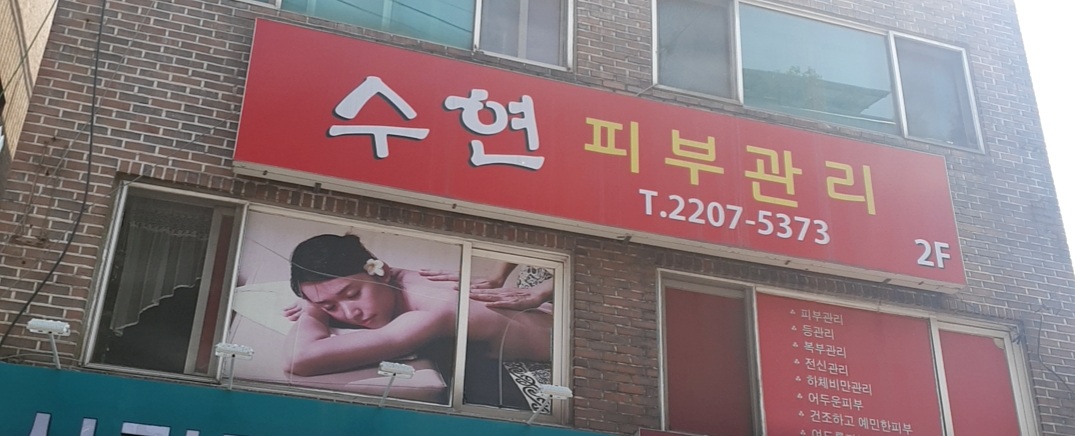 수현 피부관리
T.2207-5373
2F
피부관리
등관리
복부관리
전신관리
하체비만관리
어두운피부
건조하고 예민한피부